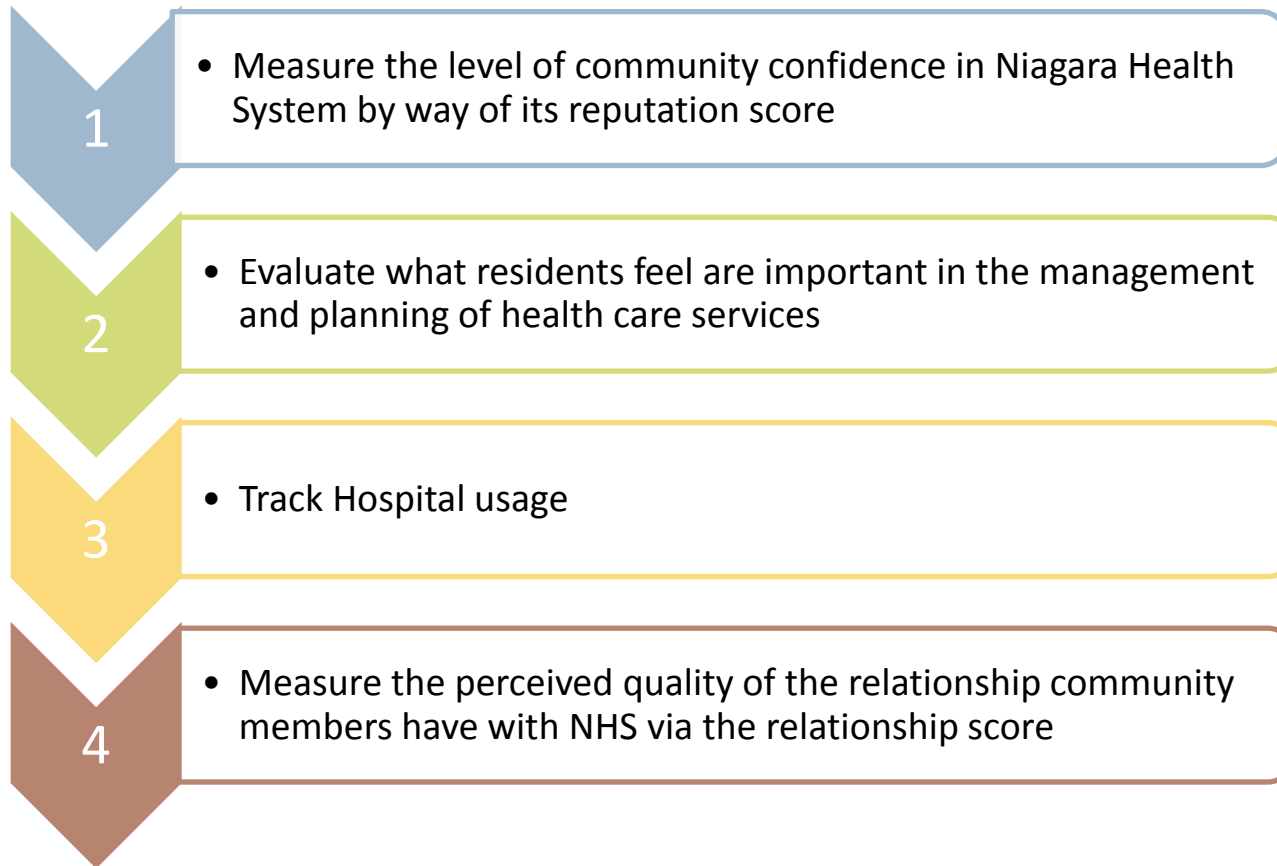 1
• Measure the level of community confidence in Niagara Health
System by way of its reputation score
2
• Evaluate what residents feel are important in the management
and planning of health care services
3
• Track Hospital usage
4
• Measure the perceived quality of the relationship community
members have with NHS via the relationship score